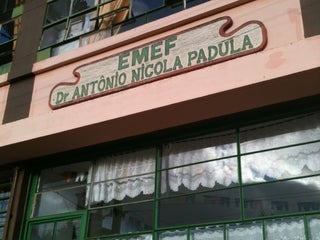 EMEF
Dr ANTÔNIO NICOLA PADULA